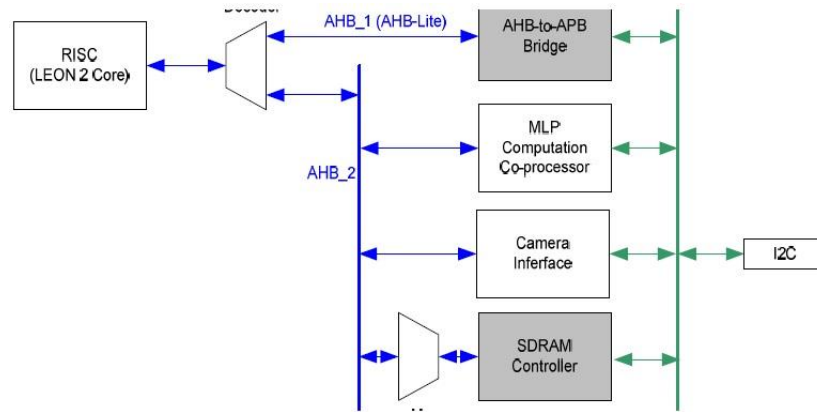 Decoder
AHB_1 (AHB-Lite)
AHB-to-APB
Bridge
RISC
(LEON 2 Core)
MLP
Computation
Co-processor
AHB_2
Camera
Inferface
I2C
SDRAM
Controller